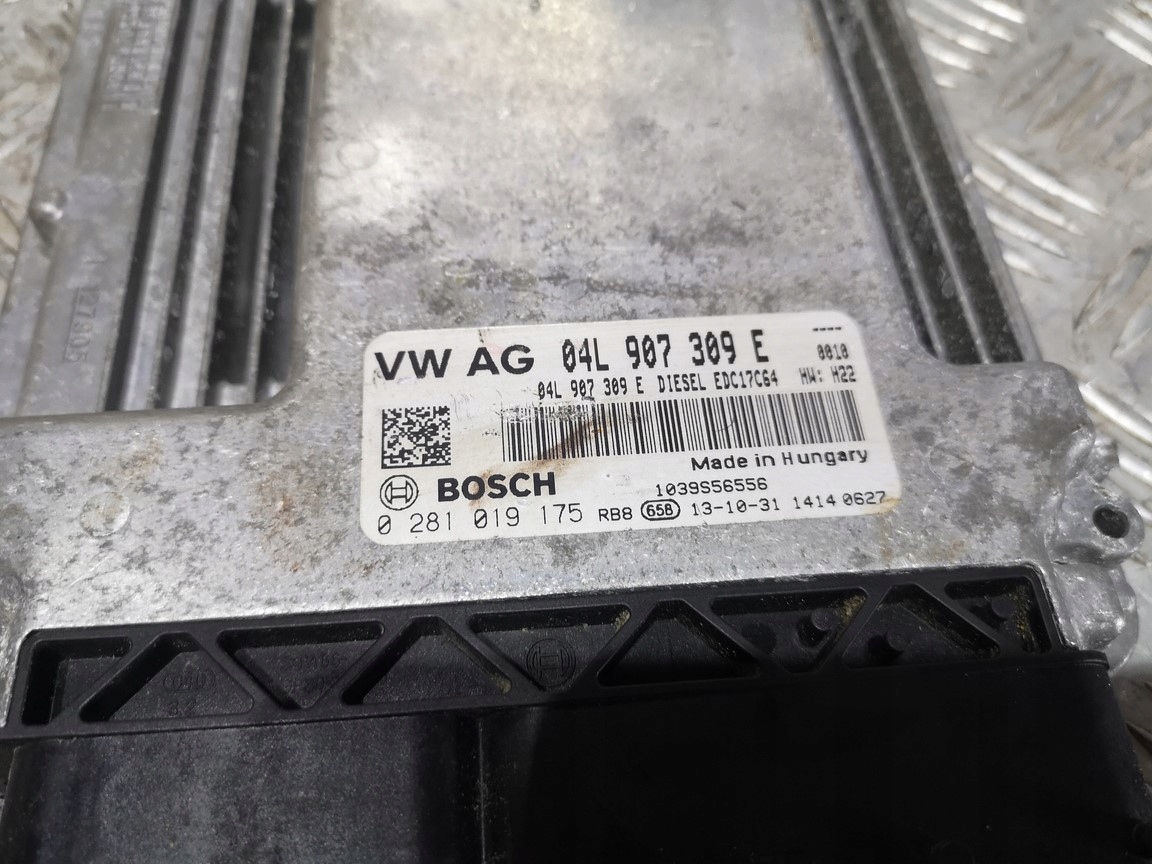 VW AG 04L 907 309 E ----
04L 907 309 E DIESEL EDC17C64 0010
HW: H22
Made in Hungary
BOSCH 1039S56556
0 281 019 175 RB8 658 13-10-31 1414 0627